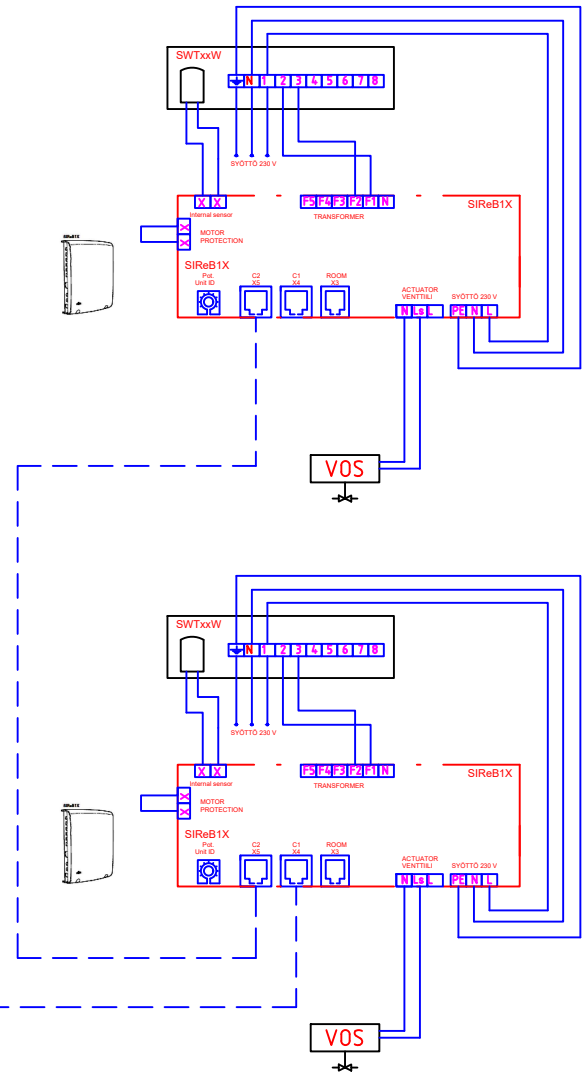 SWTxxW
N 1 2 3 4 5 6 7 8
SYÖTTÖ 230 V
X X
F5 F4 F3 F2 F1 N
SIReB1X
Internal sensor
TRANSFORMER
X
X
MOTOR
PROTECTION
SIReB1X
SIReB1X
Pot.
Unit ID
C2
X5
C1
X4
ROOM
X3
ACTUATOR
VENTTIILI
SYÖTTÖ 230 V
N Ls L
PE N L
VOS
SWTxxW
N 1 2 3 4 5 6 7 8
SYÖTTÖ 230 V
X X
F5 F4 F3 F2 F1 N
SIReB1X
Internal sensor
TRANSFORMER
X
X
MOTOR
PROTECTION
SIReB1X
SIReB1X
Pot.
Unit ID
C2
X5
C1
X4
ROOM
X3
ACTUATOR
VENTTIILI
SYÖTTÖ 230 V
N Ls L
PE N L
VOS